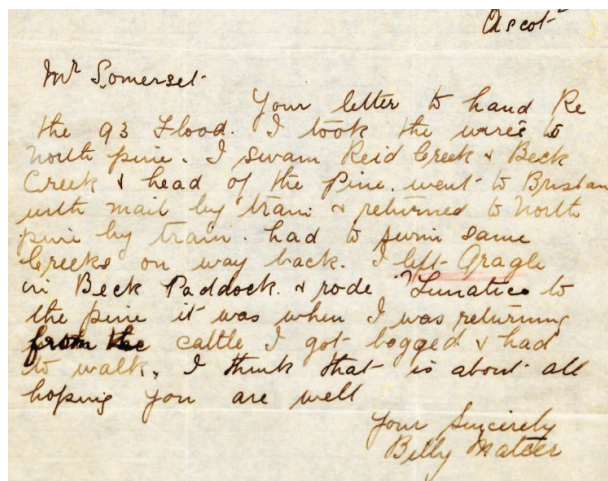 Ascot
Mr Somerset
Your letter to hand Re
the 93 Flood. I took the wires to
North pine. I swam Reid Creek & Beck
Creek & head of the Pine. went to Brisban
with mail by train & returned to North
pine by train. had to swim same
Creeks on way back. I left Gragle
in Beck Paddock. & rode "Lunatic" to
the pine it was when I was returning
from the cattle I got bogged & had
to walk. I think that is about all
hoping you are well
Your Sincerely
Billy Mateer